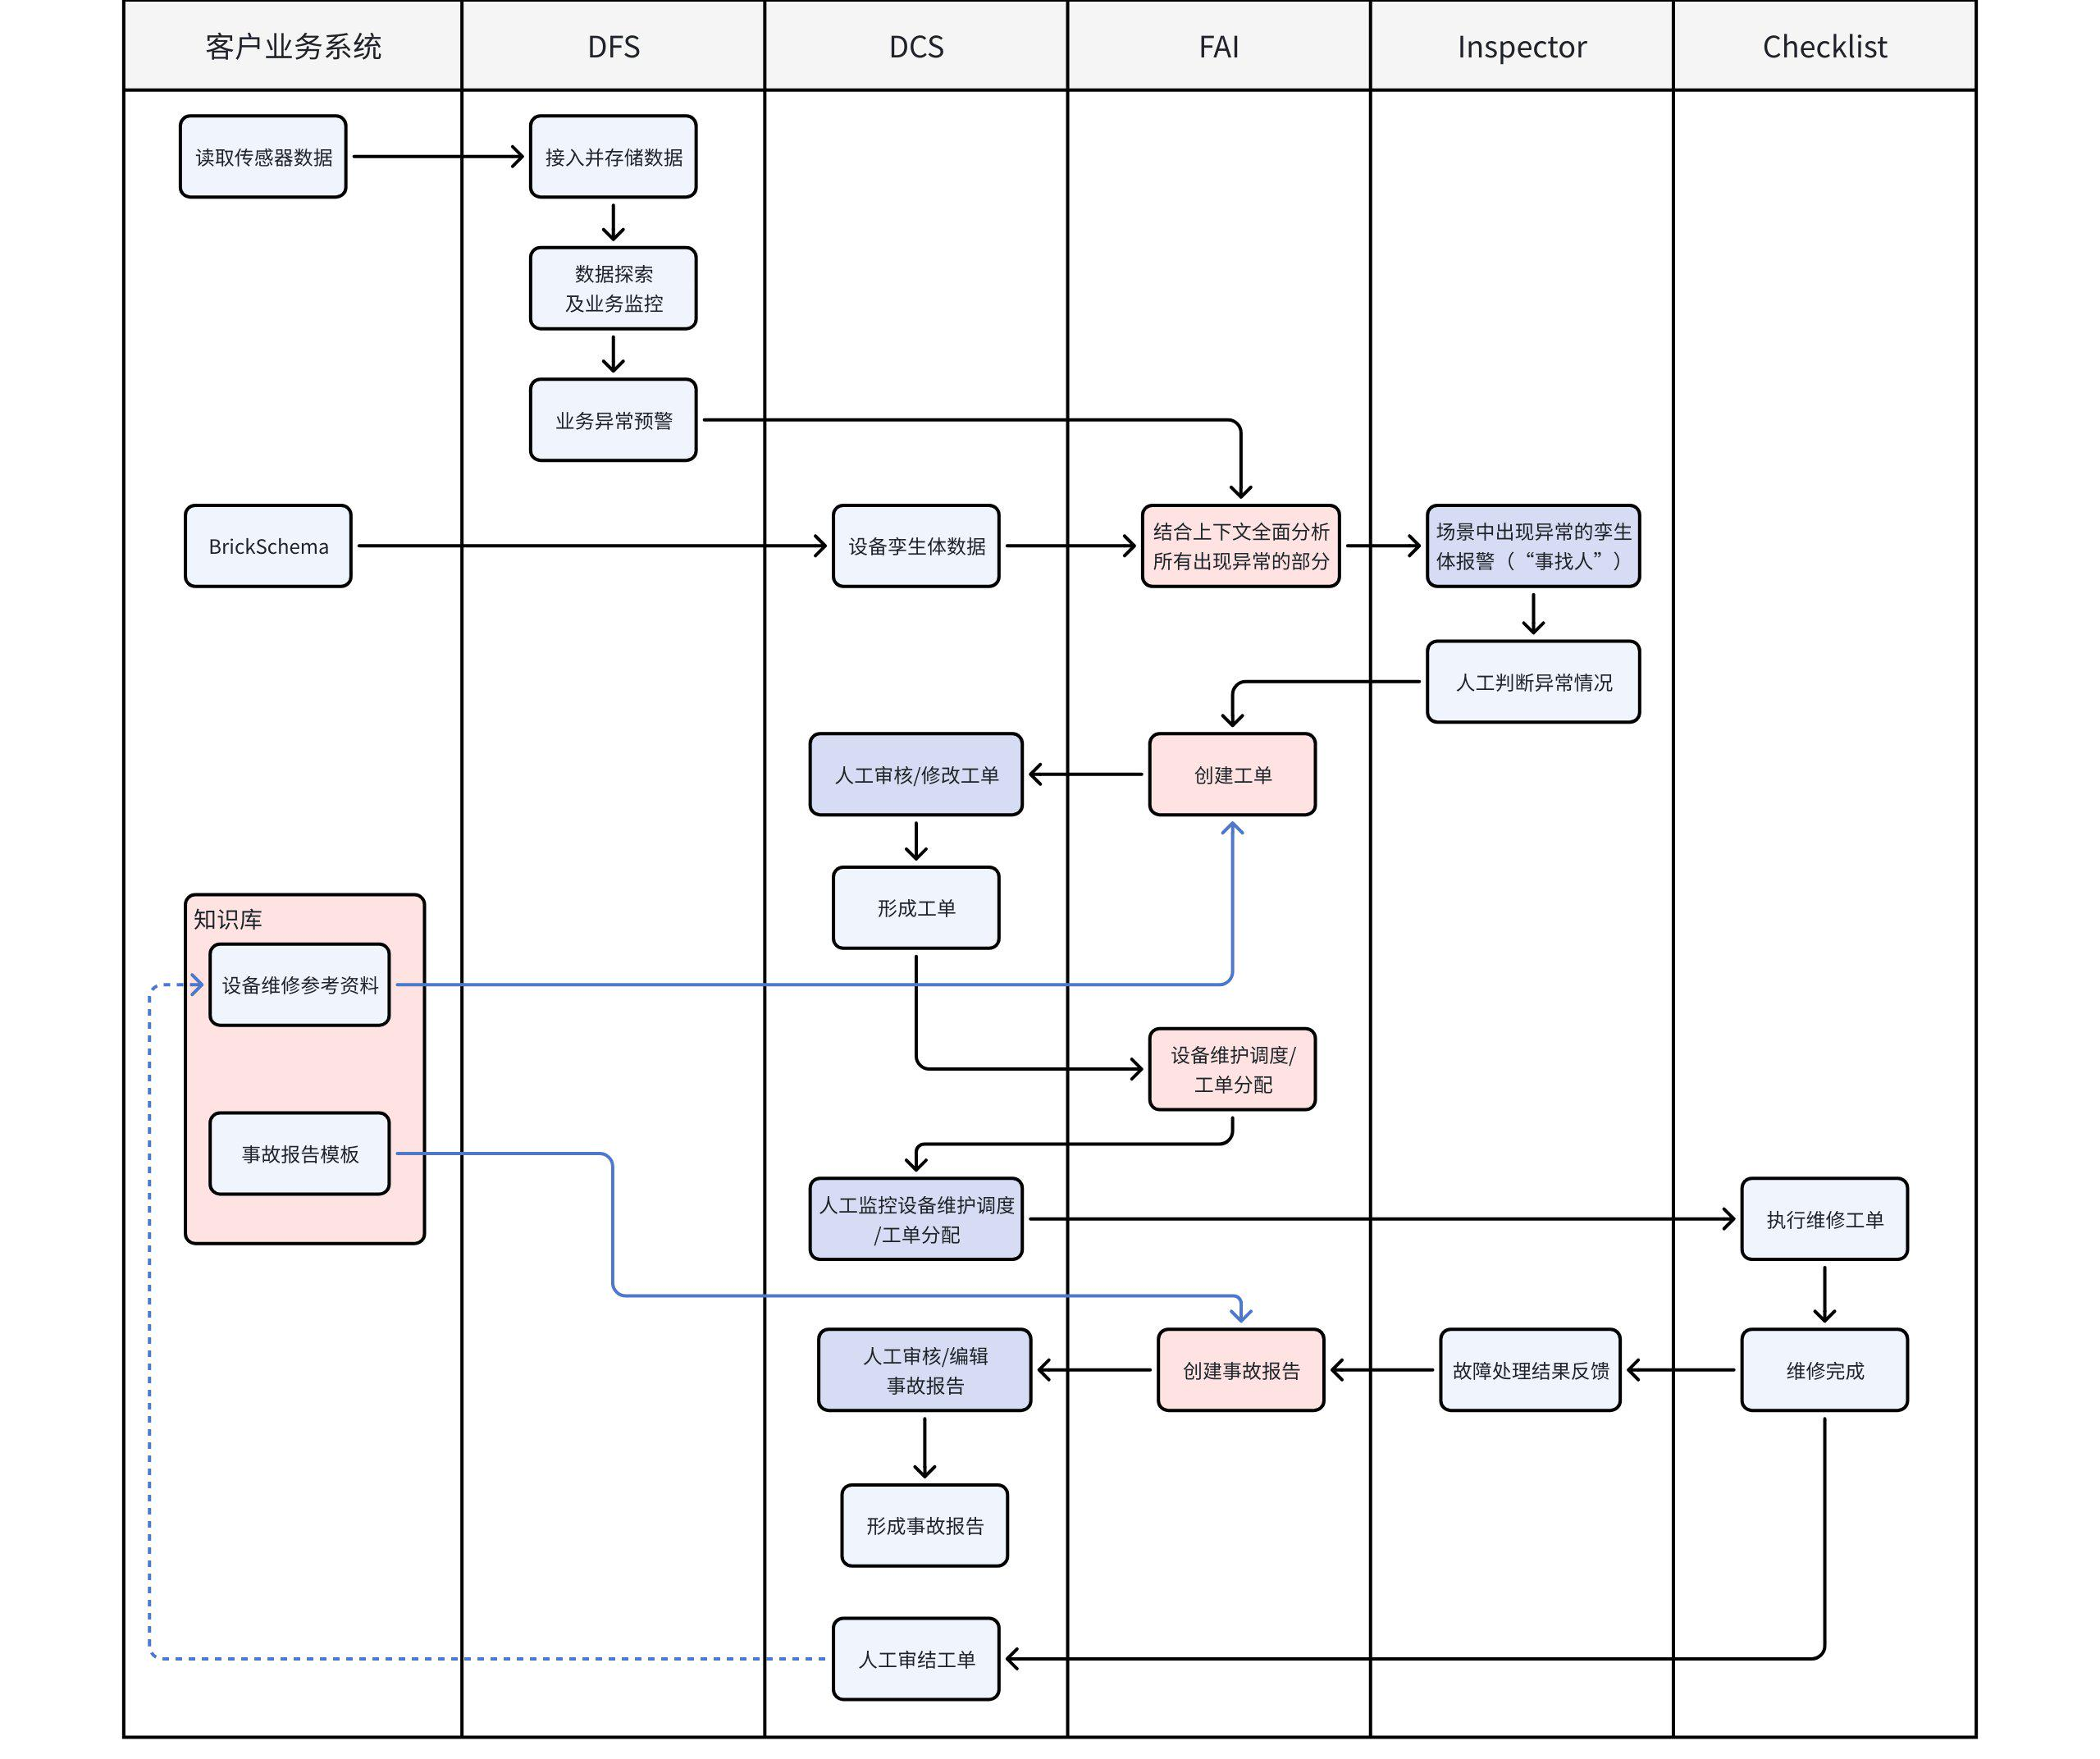 客户业务系统
DFS
DCS
FAI
Inspector
Checklist
读取传感器数据
接入并存储数据
数据探索
及业务监控
业务异常预警
BrickSchema
设备孪生体数据
结合上下文全面分析
所有出现异常的部分
场景中出现异常的孪生
体报警（“事找人”）
人工判断异常情况
人工审核/修改工单
创建工单
形成工单
知识库
设备维修参考资料
设备维护调度/
工单分配
事故报告模板
人工监控设备维护调度
/工单分配
执行维修工单
人工审核/编辑
事故报告
创建事故报告
故障处理结果反馈
维修完成
形成事故报告
人工审结工单